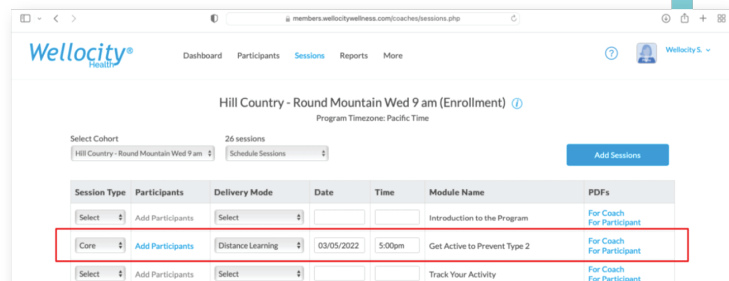 members.wellocitywellness.com/coaches/sessions.php
Wellocity®
Health
Dashboard Participants Sessions Reports More
? Wellocity S.
Hill Country - Round Mountain Wed 9 am (Enrollment) i
Program Timezone: Pacific Time
Select Cohort 26 sessions
Hill Country - Round Mountain Wed 9 am Schedule Sessions Add Sessions
Session Type Participants Delivery Mode Date Time Module Name PDFs
Select Add Participants Select Introduction to the Program For Coach
For Participant
Core Add Participants Distance Learning 03/05/2022 5:00pm Get Active to Prevent Type 2 For Coach
For Participant
Select Add Participants Select Track Your Activity For Coach
For Participant